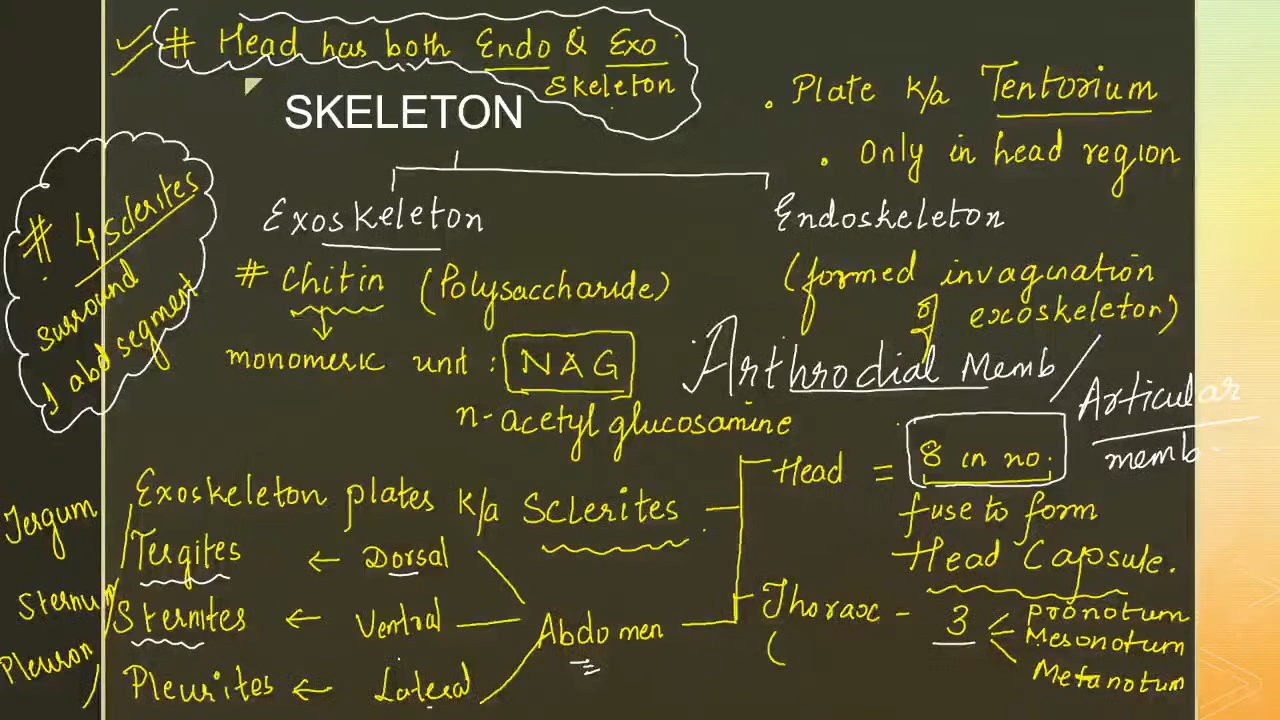 # Head has both Endo & Exo
skeleton
SKELETON
. Plate k/a Tentorium
. Only in head region
# 4 sclerites
surround
1 abd segment
Exoskeleton
# Chitin (Polysaccharide)
monomeric unit : NAG
n-acetyl glucosamine
Endoskeleton
(formed invagination
of exoskeleton)
Arthrodial Memb / Articular
memb.
Exoskeleton plates k/a Sclerites
Head = 8 in no.
fuse to form
Head Capsule.
Thorax - 3
(
Pronotum
Mesonotum
Metanotum
Abdomen
Tergum / Tergites ← Dorsal
Sternum / Sternites ← Ventral
Pleuron / Pleurites ← Lateral